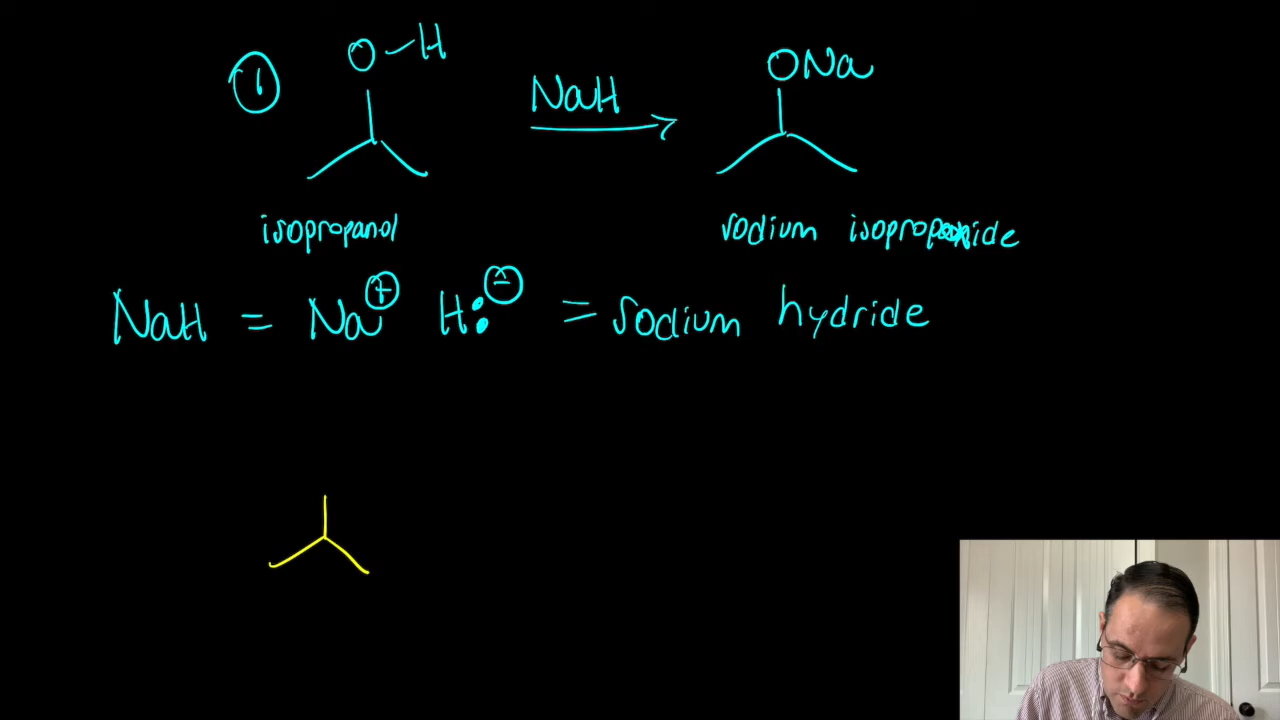 1 O-H NaH ONa
isopropanol sodium isopropoxide
NaH = Na⊕ H:⊖ = sodium hydride